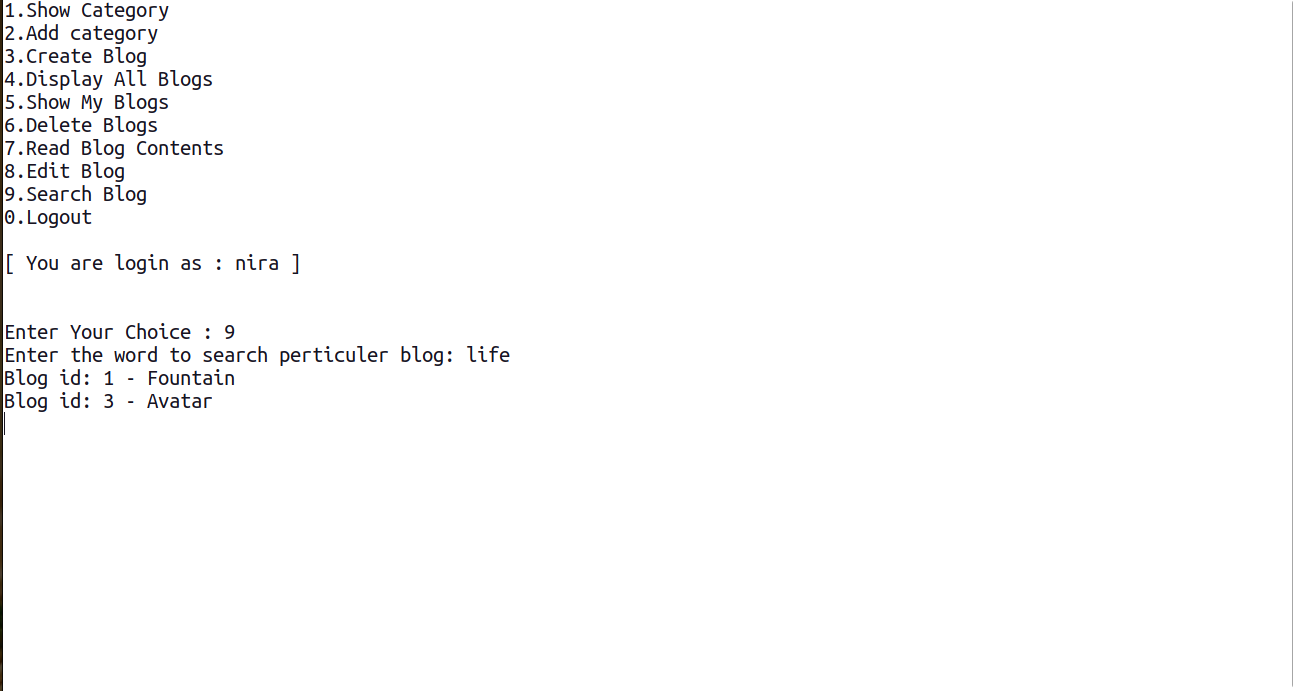 1.Show Category
2.Add category
3.Create Blog
4.Display All Blogs
5.Show My Blogs
6.Delete Blogs
7.Read Blog Contents
8.Edit Blog
9.Search Blog
0.Logout
[ You are login as : nira ]
Enter Your Choice : 9
Enter the word to search perticuler blog: life
Blog id: 1 - Fountain
Blog id: 3 - Avatar